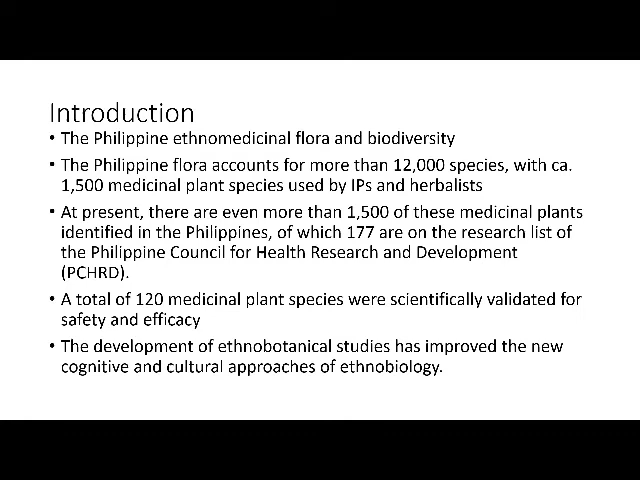 Introduction
• The Philippine ethnomedicinal flora and biodiversity
• The Philippine flora accounts for more than 12,000 species, with ca.
1,500 medicinal plant species used by IPs and herbalists
• At present, there are even more than 1,500 of these medicinal plants
identified in the Philippines, of which 177 are on the research list of
the Philippine Council for Health Research and Development
(PCHRD).
• A total of 120 medicinal plant species were scientifically validated for
safety and efficacy
• The development of ethnobotanical studies has improved the new
cognitive and cultural approaches of ethnobiology.